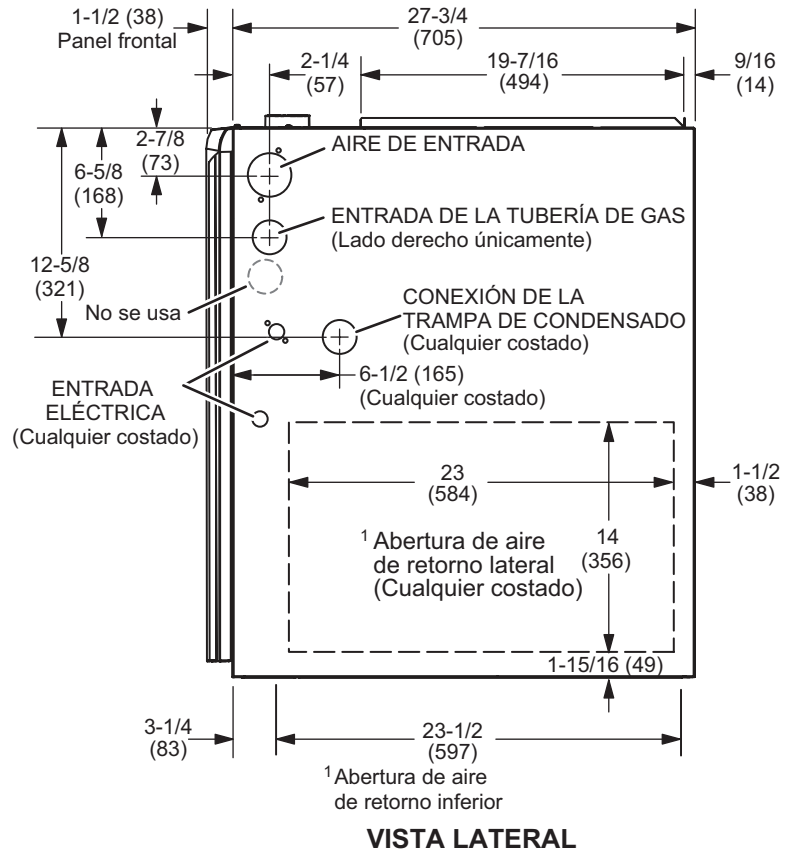 1-1/2 (38)
Panel frontal
27-3/4
(705)
2-1/4
(57)
19-7/16
(494)
9/16
(14)
2-7/8
(73)
AIRE DE ENTRADA
6-5/8
(168)
ENTRADA DE LA TUBERÍA DE GAS
(Lado derecho únicamente)
12-5/8
(321)
No se usa
CONEXIÓN DE LA
TRAMPA DE CONDENSADO
(Cualquier costado)
6-1/2 (165)
(Cualquier costado)
ENTRADA
ELÉCTRICA
(Cualquier costado)
23
(584)
1-1/2
(38)
14
(356)
1 Abertura de aire
de retorno lateral
(Cualquier costado)
1-15/16 (49)
3-1/4
(83)
23-1/2
(597)
1 Abertura de aire
de retorno inferior
VISTA LATERAL